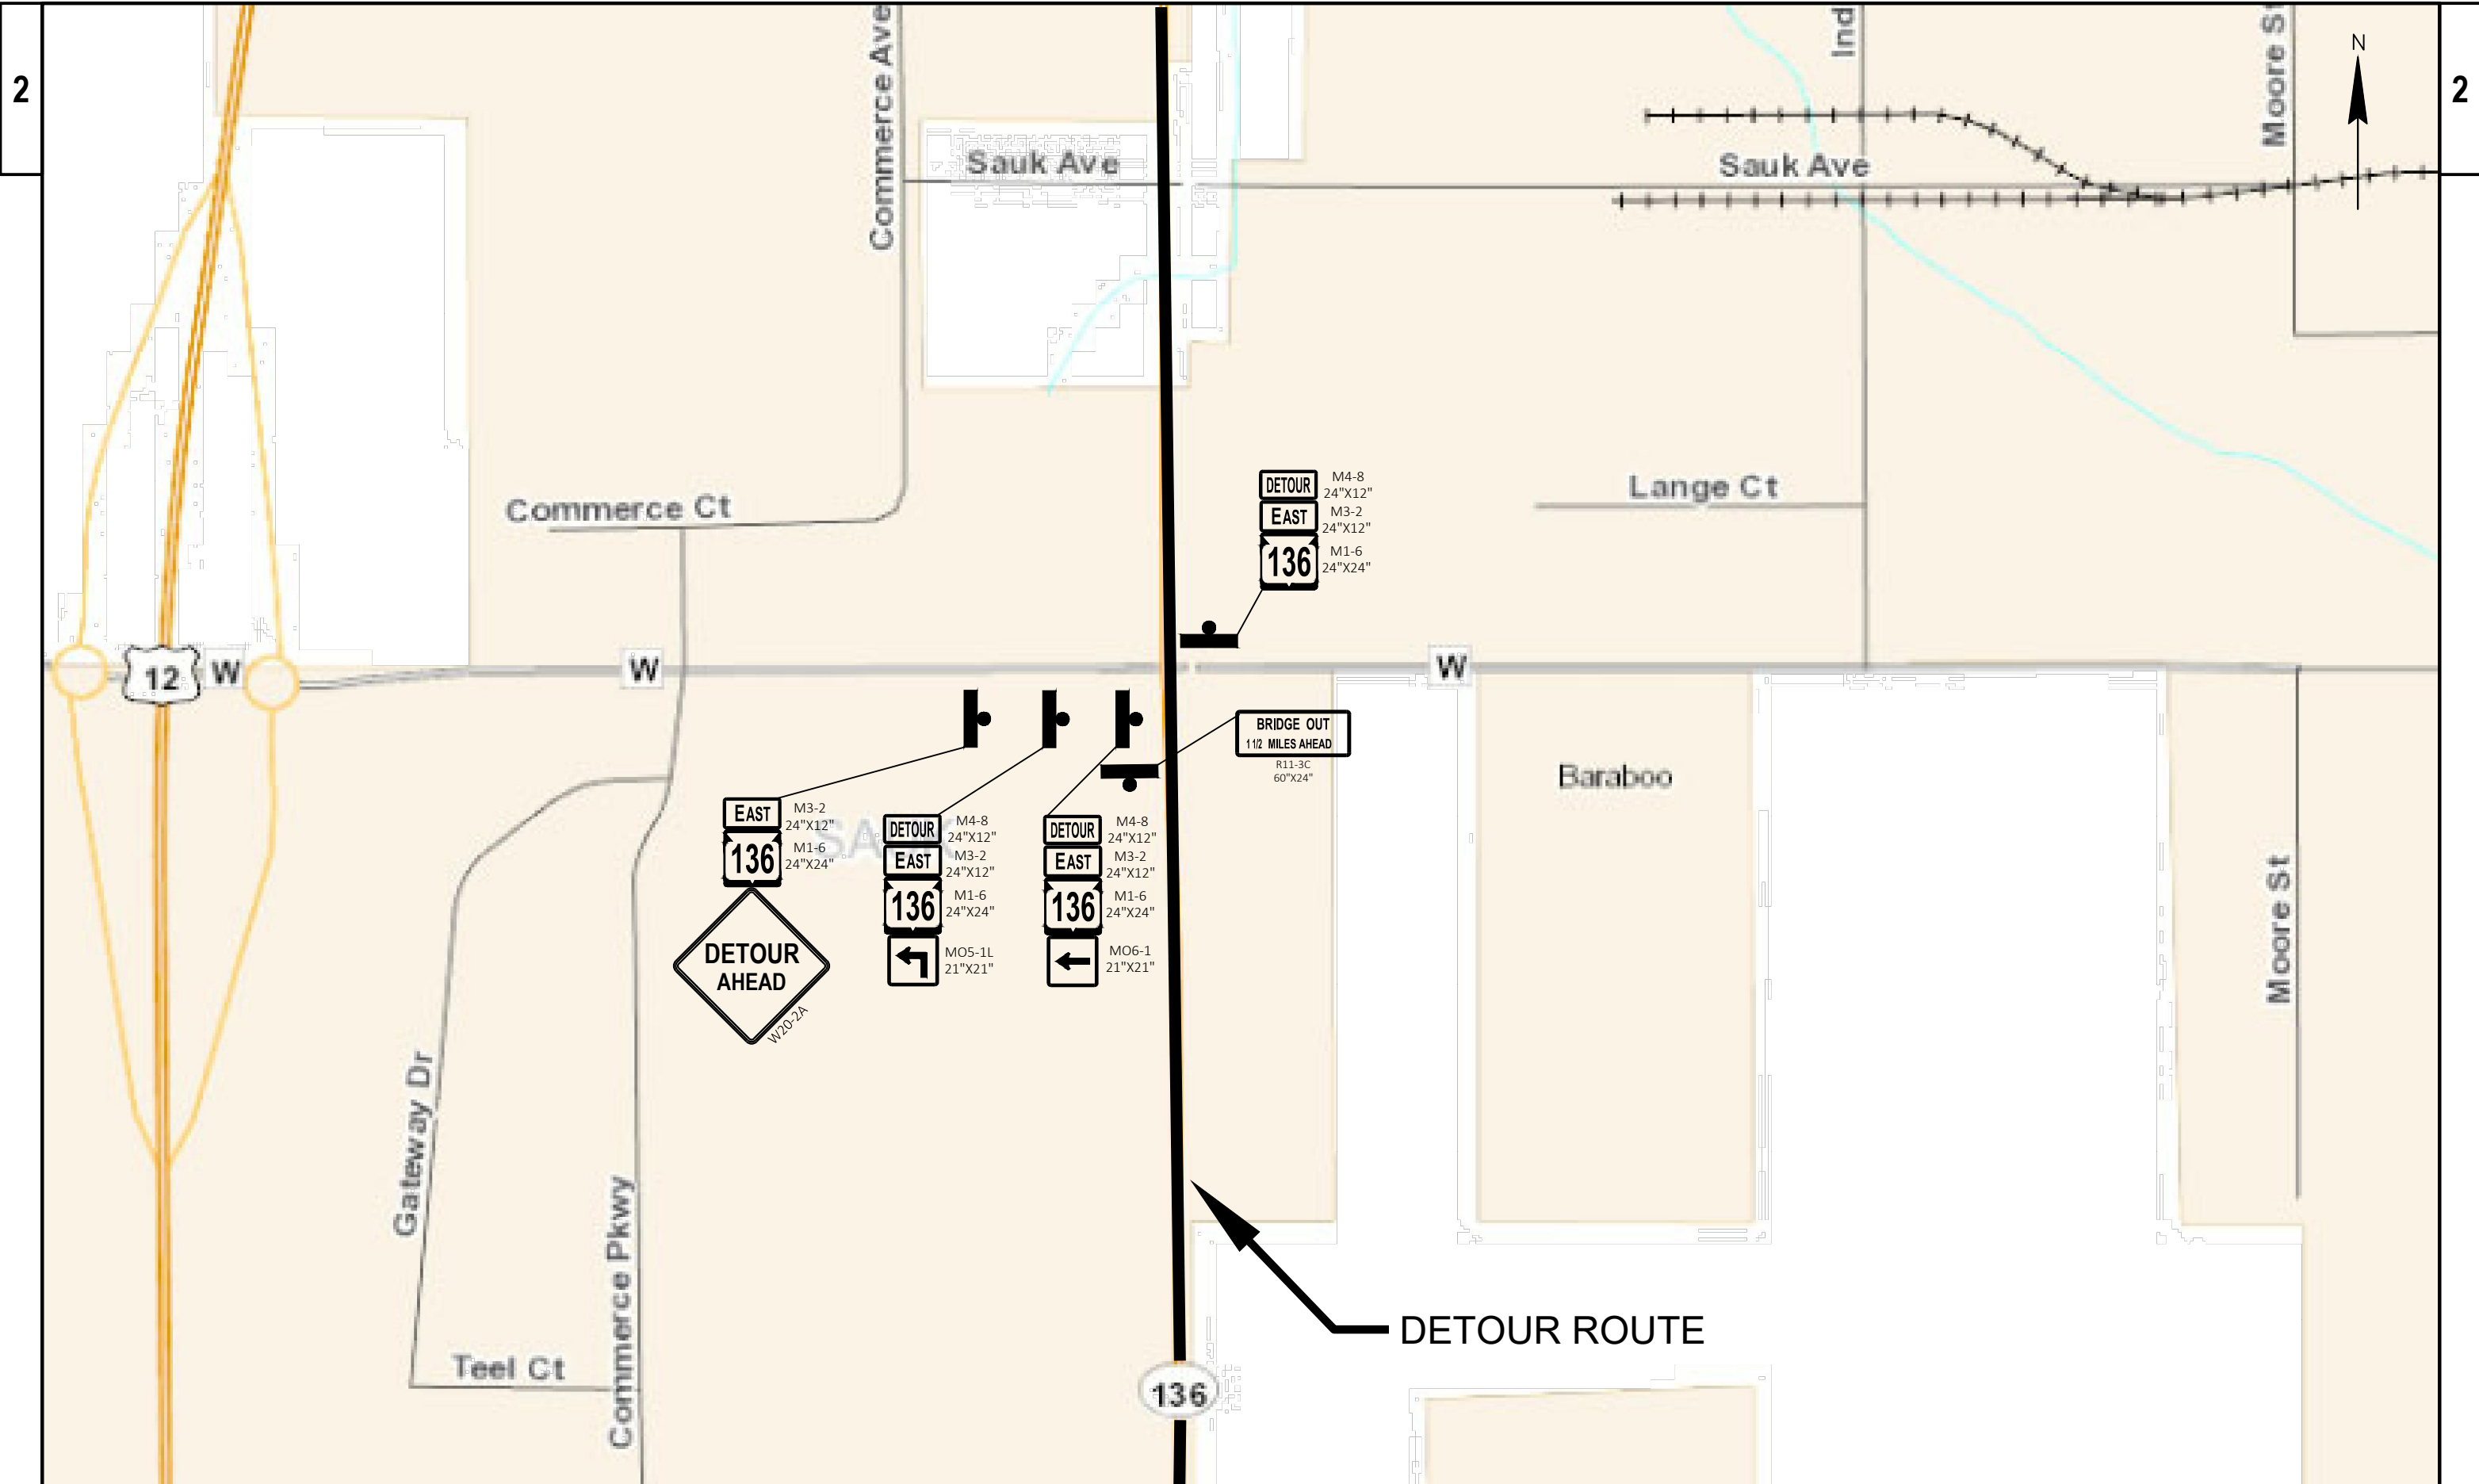 2
2
N
Commerce Ave
Ind
Moore St
Sauk Ave
Sauk Ave
Commerce Ct
Lange Ct
DETOUR
M4-8
24"X12"
EAST
M3-2
24"X12"
136
M1-6
24"X24"
12
W
W
W
BRIDGE OUT
1 1/2 MILES AHEAD
R11-3C
60"X24"
Baraboo
EAST
M3-2
24"X12"
136
M1-6
24"X24"
DETOUR
AHEAD
W20-2A
DETOUR
M4-8
24"X12"
EAST
M3-2
24"X12"
136
M1-6
24"X24"
MO5-1L
21"X21"
DETOUR
M4-8
24"X12"
EAST
M3-2
24"X12"
136
M1-6
24"X24"
MO6-1
21"X21"
Moore St
Gateway Dr
Commerce Pkwy
Teel Ct
DETOUR ROUTE
136